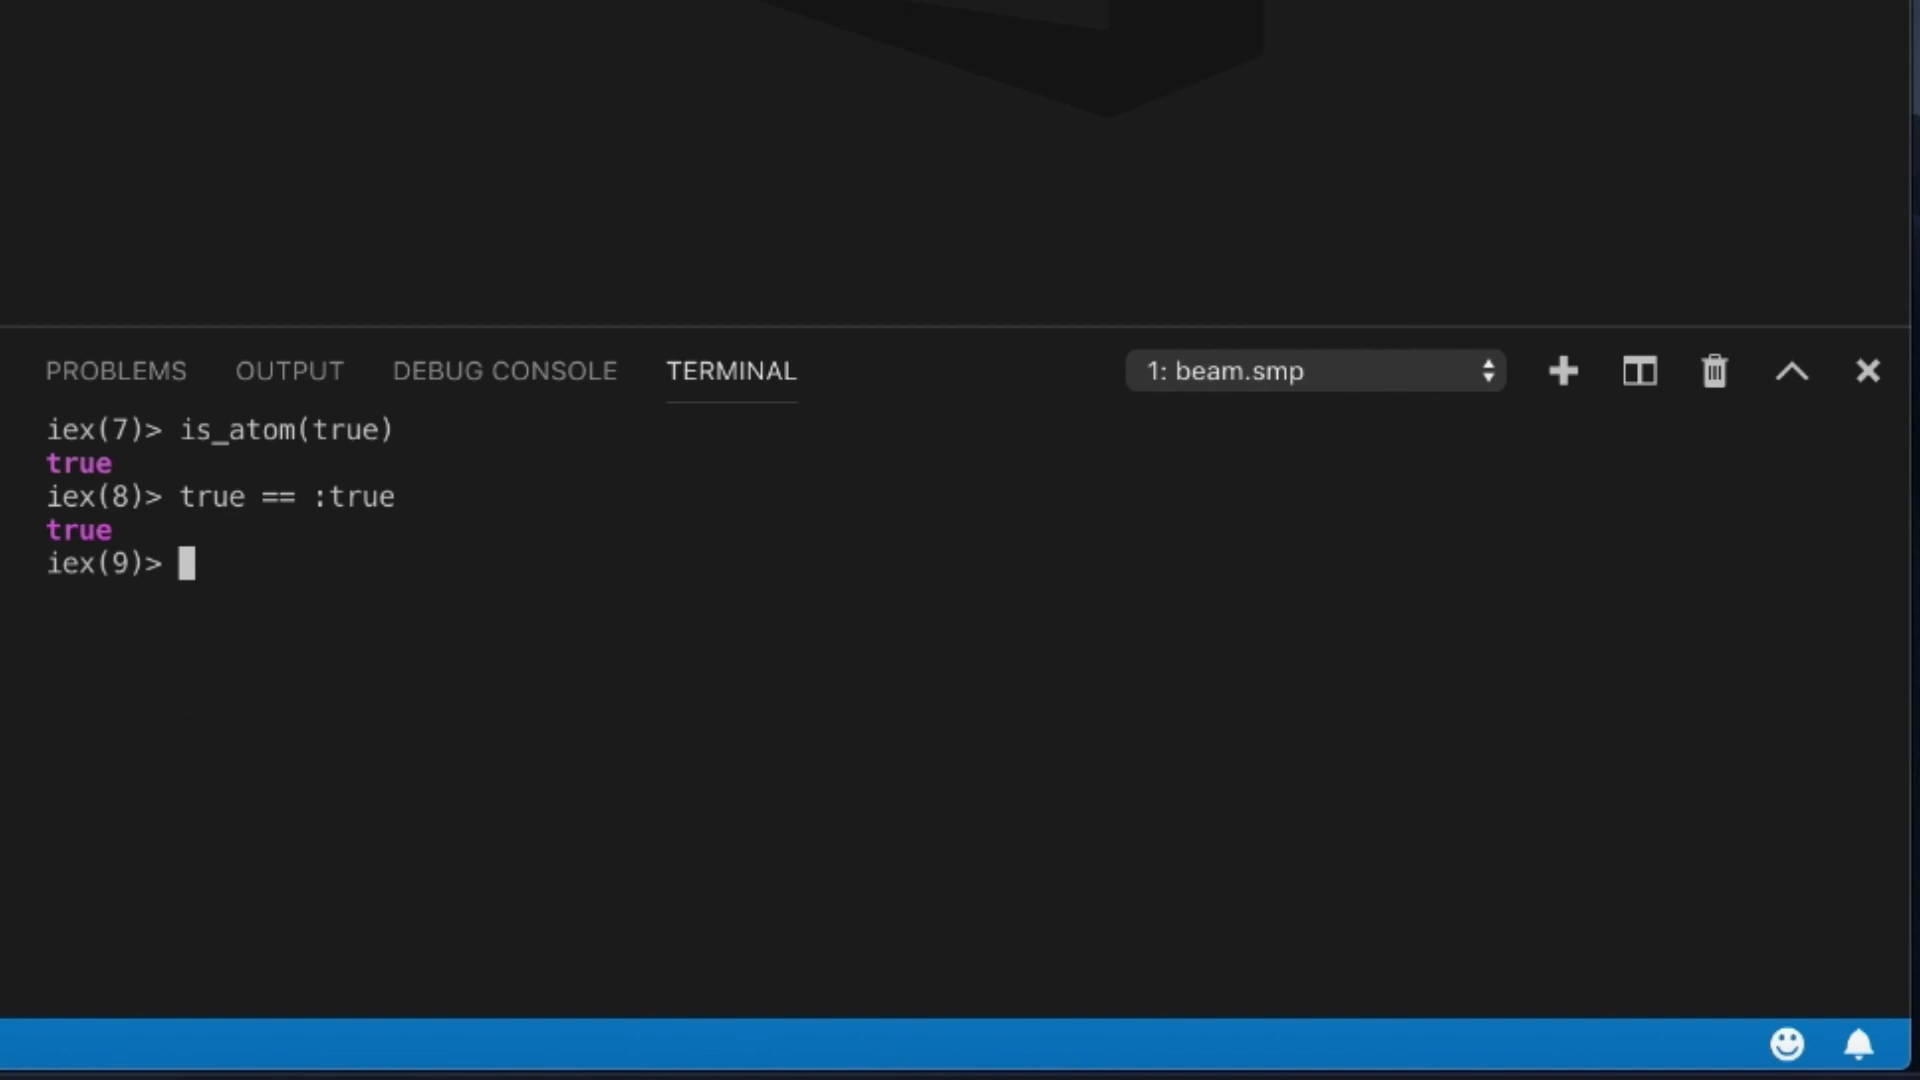 PROBLEMS OUTPUT DEBUG CONSOLE TERMINAL 1: beam.smp
iex(7)> is_atom(true)
true
iex(8)> true == :true
true
iex(9)>